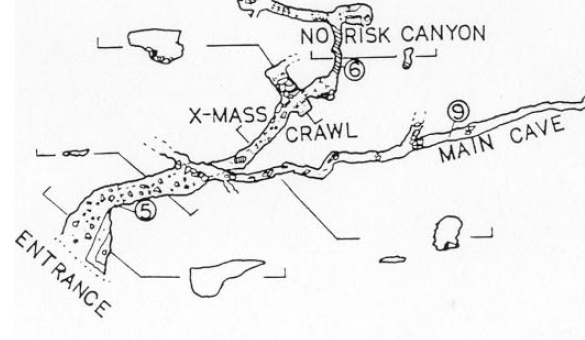 NO RISK CANYON
6
X-MASS
CRAWL
9
MAIN CAVE
5
ENTRANCE